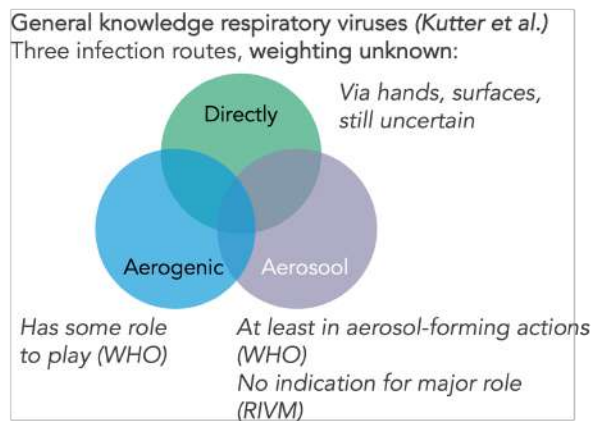 General knowledge respiratory viruses (Kutter et al.)
Three infection routes, weighting unknown:
Via hands, surfaces,
still uncertain
Directly
Aerogenic
Aerosool
Has some role
to play (WHO)
At least in aerosol-forming actions
(WHO)
No indication for major role
(RIVM)